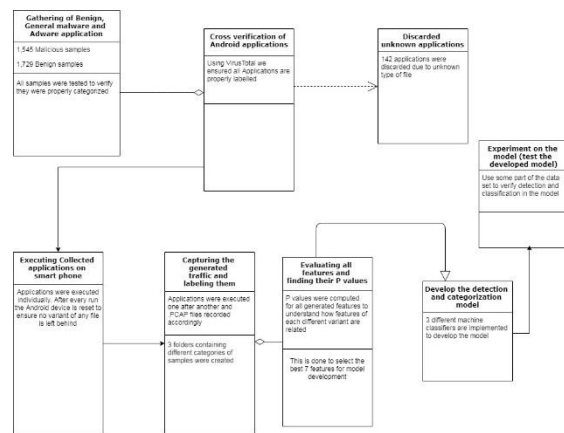 Gathering of Benign,
General malware and
Adware application
1,545 Malicious samples
1,729 Benign samples
All samples were tested to verify
they were properly categorized
Cross verification of
Android applications
Using VirusTotal we
ensured all Applications are
properly labelled
Discarded
unknown applications
142 applications were
discarded due to unknown
type of file
Experiment on the
model (test the
developed model)
Use some part of the data
set to verify detection and
classification in the model
Executing Collected
applications on
smart phone
Applications were executed
individually. After every run
the Android device is reset to
ensure no variant of any file
is left behind
Capturing the
generated
traffic and
labeling them
Applications were executed
one after another and
.PCAP files recorded
accordingly
3 folders containing
different categories of
samples were created
Evaluating all
features and
finding their P values
P values were computed
for all generated features to
understand how features of
each different variant are
related
This is done to select the
best 7 features for model
development
Develop the detection
and categorization
model
3 different machine
classifiers are implemented
to develop the model